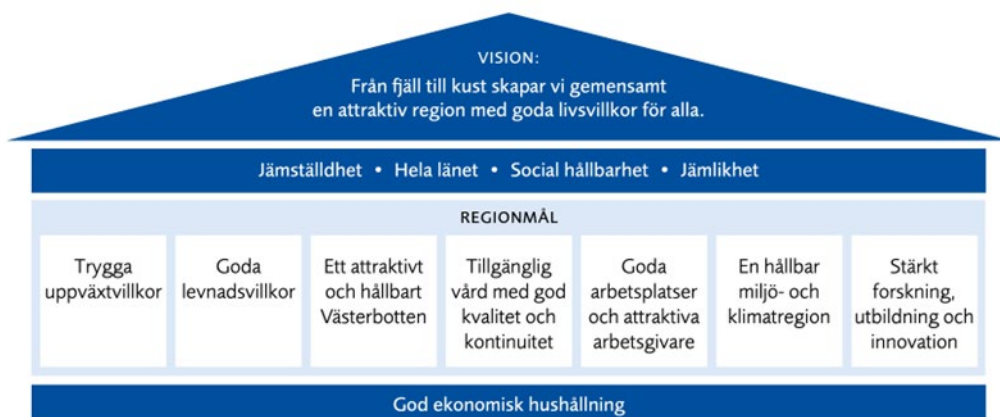 VISION:
Från fjäll till kust skapar vi gemensamt
en attraktiv region med goda livsvillkor för alla.
Jämställdhet • Hela länet • Social hållbarhet • Jämlikhet
REGIONMÅL
Trygga
uppväxtvillkor
Goda
levnadsvillkor
Ett attraktivt
och hållbart
Västerbotten
Tillgänglig
vård med god
kvalitet och
kontinuitet
Goda
arbetsplatser
och attraktiva
arbetsgivare
En hållbar
miljö- och
klimatregion
Stärkt
forskning,
utbildning och
innovation
God ekonomisk hushållning